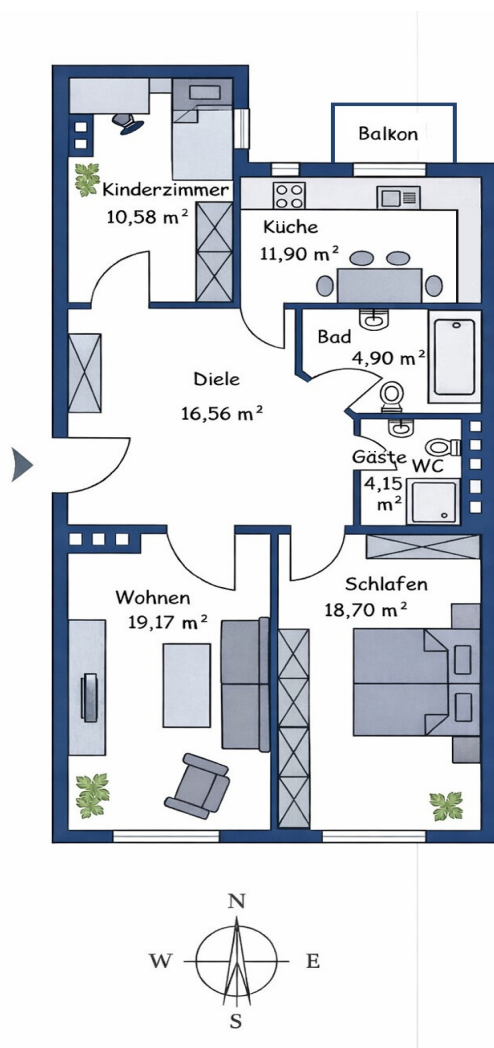 Balkon
Kinderzimmer
10,58 m²
Küche
11,90 m²
Bad
4,90 m²
Diele
16,56 m²
Gäste WC
4,15
m²
Wohnen
19,17 m²
Schlafen
18,70 m²
N
W E
S